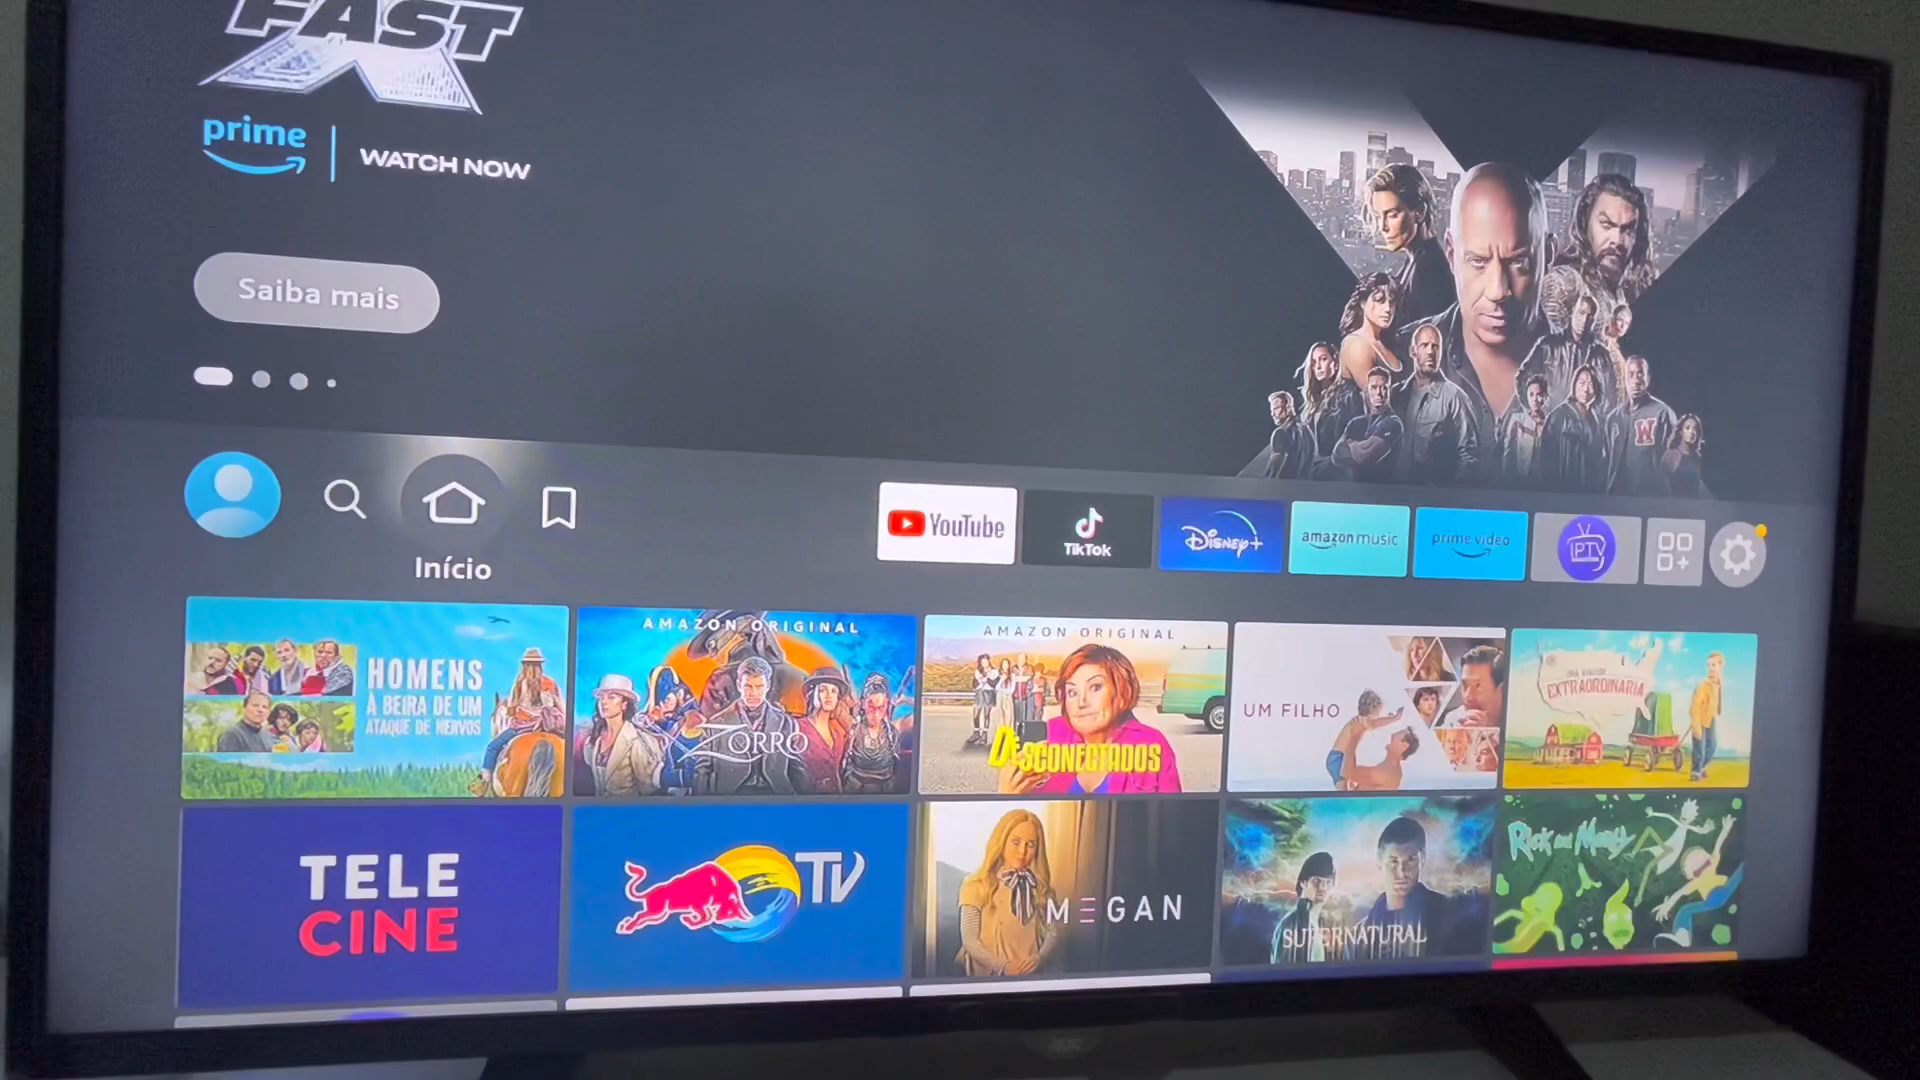 FAST
prime
WATCH NOW
Saiba mais
Início
YouTube
TikTok
Disney+
amazon music
prime video
IPTV
HOMENS
À BEIRA DE UM
ATAQUE DE NERVOS
AMAZON ORIGINAL
ZORRO
AMAZON ORIGINAL
DESCONECTADOS
UM FILHO
EXTRAORDINÁRIA
W
TELE
CINE
TV
M≡GAN
SUPERNATURAL
Rick and Morty
AOC